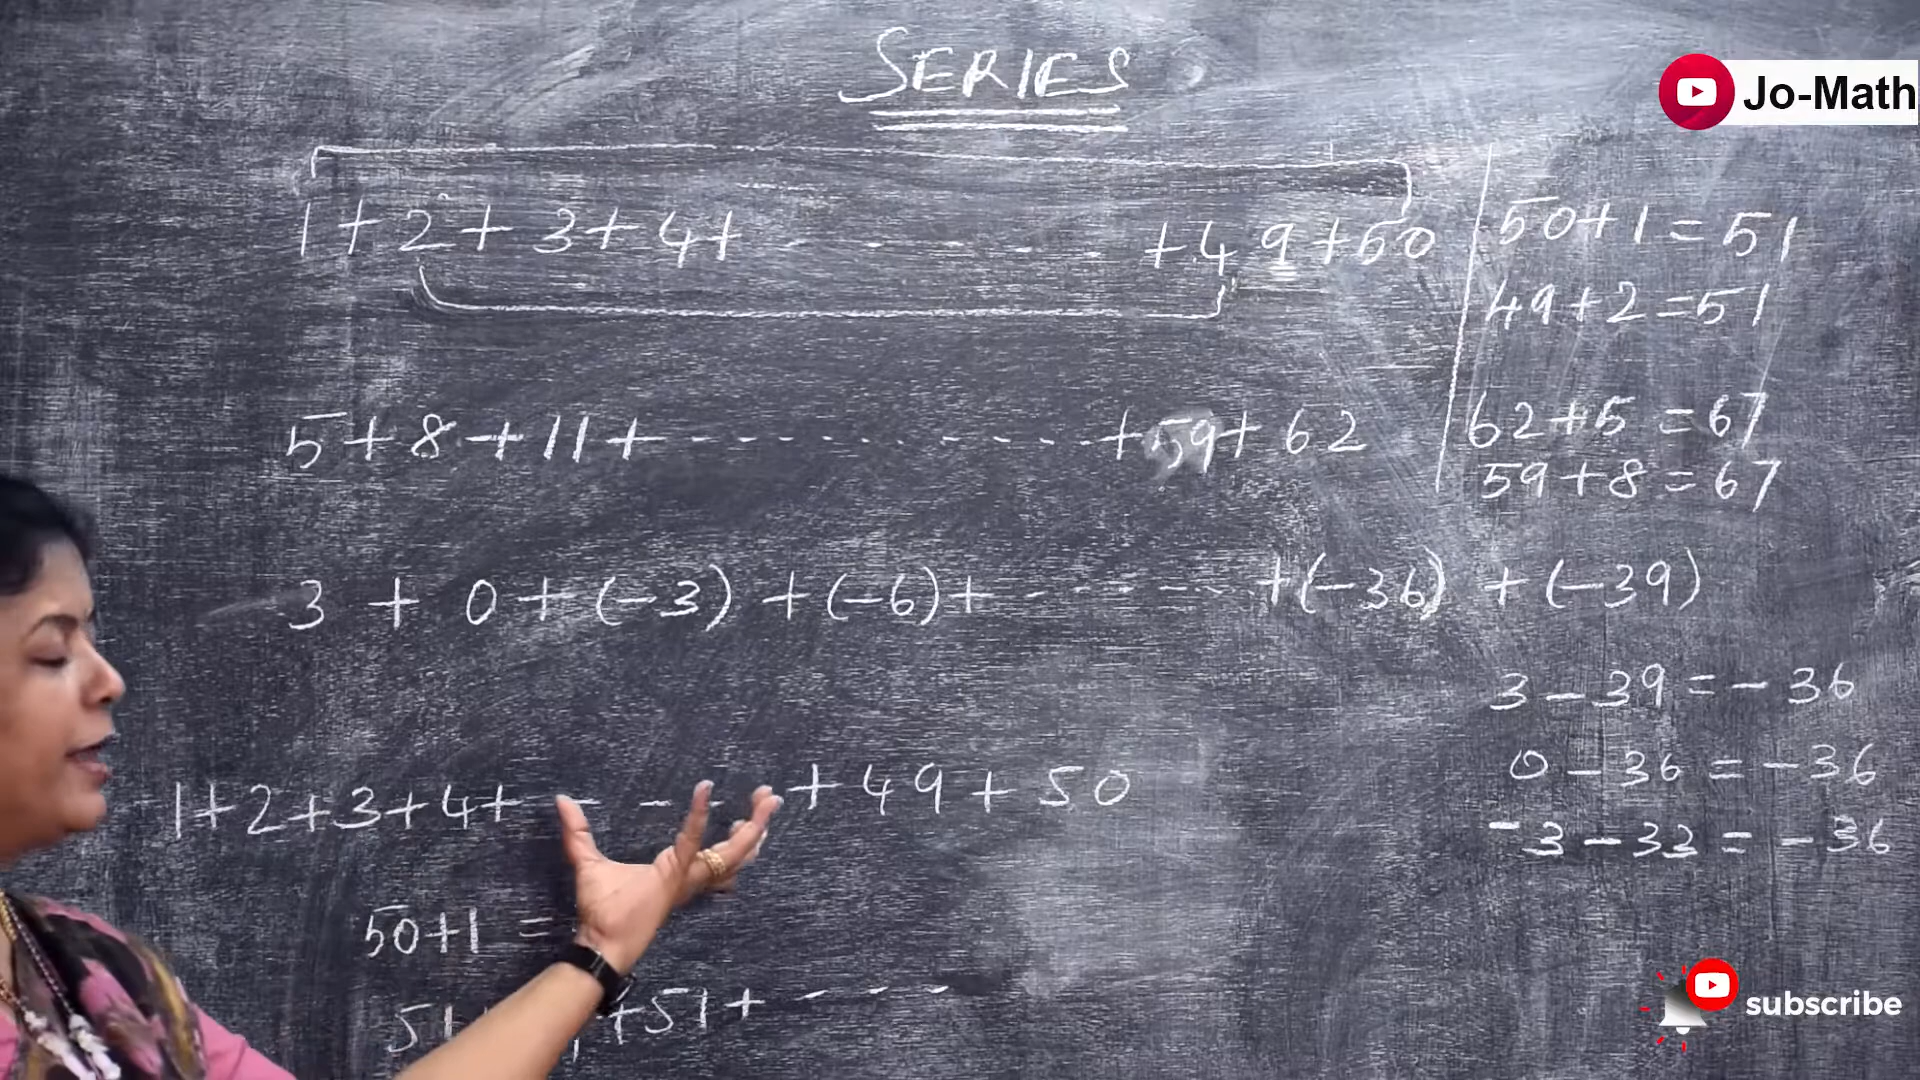 SERIES
Jo-Math
1+2+3+4+ - - - - - - +49+50
50+1=51
49+2=51
5+8+11+ - - - - - - - - - - - - +59+62
62+5=67
59+8=67
3 + 0+(-3) +(-6)+ - - - - - - +(-36) +(-39)
3-39=-36
0-36=-36
-3-33=-36
1+2+3+4+ - - - - +49+50
50+1 =
51+ +51+ - - - -
subscribe